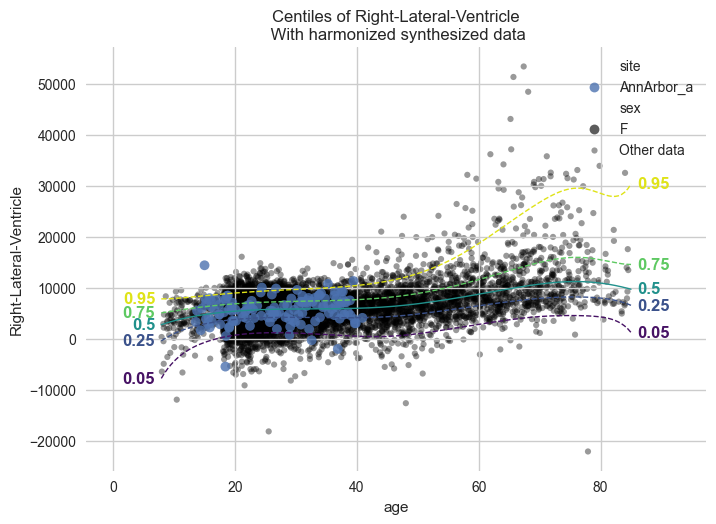 Centiles of Right-Lateral-Ventricle
With harmonized synthesized data
Right-Lateral-Ventricle
50000
40000
30000
20000
10000
0
−10000
−20000
0
20
40
60
80
age
site
AnnArbor_a
sex
F
Other data
0.95
0.75
0.5
0.25
0.05
0.95
0.75
0.5
0.25
0.05